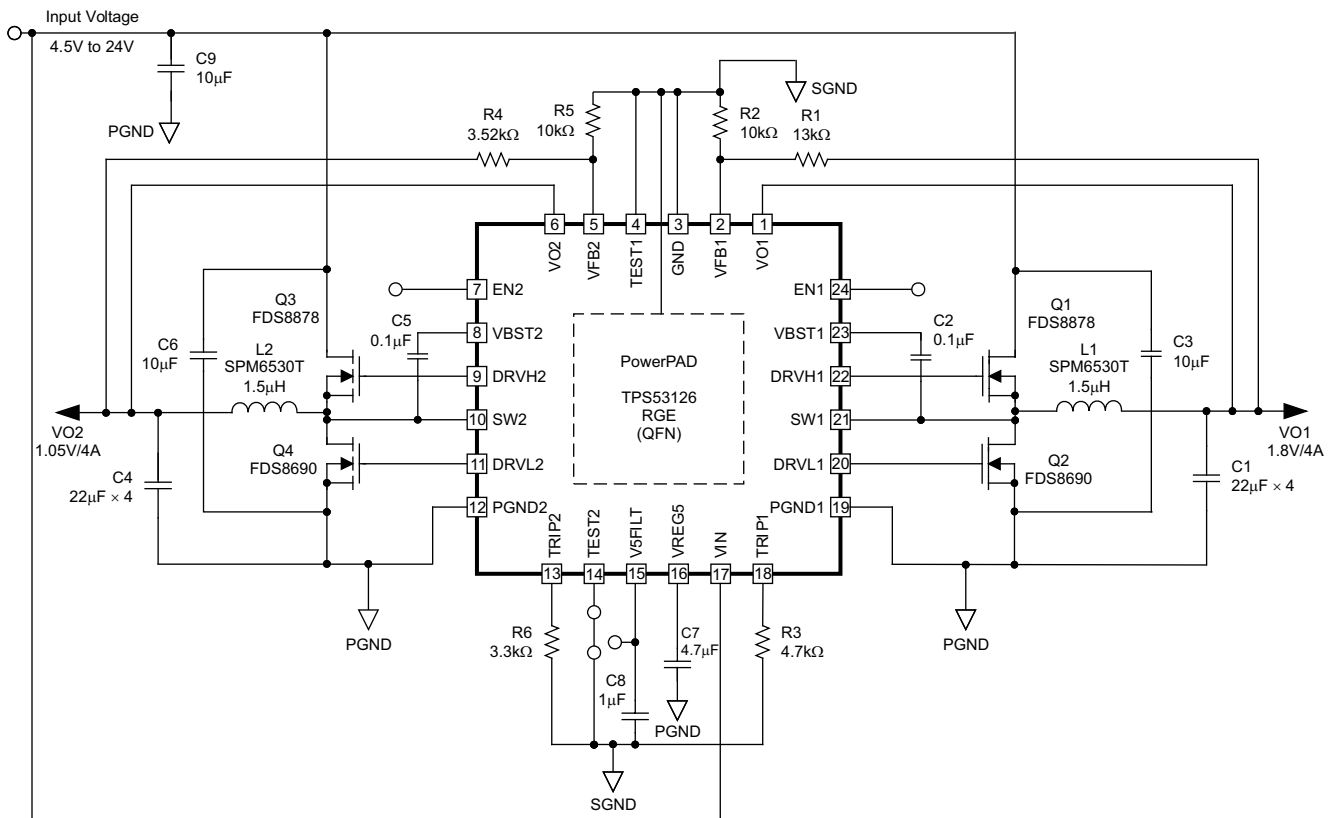 Input Voltage
4.5V to 24V
C9
10μF
PGND
SGND
R4
3.52kΩ
R5
10kΩ
R2
10kΩ
R1
13kΩ
6
5
4
3
2
1
VO2
VFB2
TEST1
GND
VFB1
VO1
7
EN2
EN1
24
8
VBST2
VBST1
23
9
DRVH2
DRVH1
22
10
SW2
SW1
21
11
DRVL2
DRVL1
20
12
PGND2
PGND1
19
PowerPAD
TPS53126
RGE
(QFN)
Q3
FDS8878
C5
0.1μF
C6
10μF
L2
SPM6530T
1.5μH
VO2
1.05V/4A
Q4
FDS8690
C4
22μF × 4
PGND
C2
0.1μF
Q1
FDS8878
C3
10μF
L1
SPM6530T
1.5μH
VO1
1.8V/4A
Q2
FDS8690
C1
22μF × 4
PGND
TRIP2
TEST2
V5FILT
VREG5
VIN
TRIP1
13
14
15
16
17
18
R6
3.3kΩ
C7
4.7μF
R3
4.7kΩ
C8
1μF
PGND
SGND